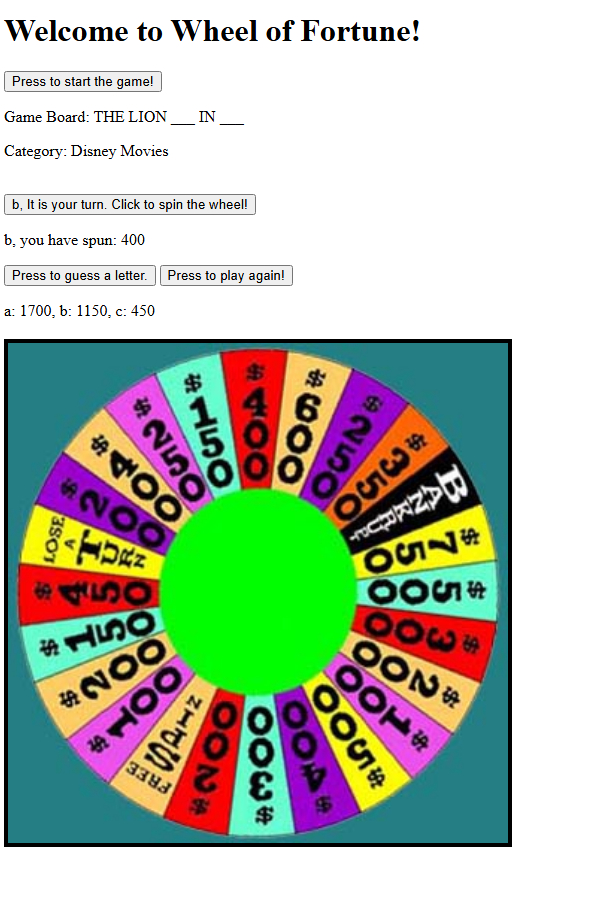 Welcome to Wheel of Fortune!
Press to start the game!
Game Board: THE LION ___ IN ___
Category: Disney Movies
b, It is your turn. Click to spin the wheel!
b, you have spun: 400
Press to guess a letter. Press to play again!
a: 1700, b: 1150, c: 450
$400
$600
$250
$350
BANKRUPT
$750
$500
$300
$200
$100
$500
$400
$300
$200
FREE SPIN
$100
$200
$150
$450
LOSE A TURN
$200
$400
$250
$150